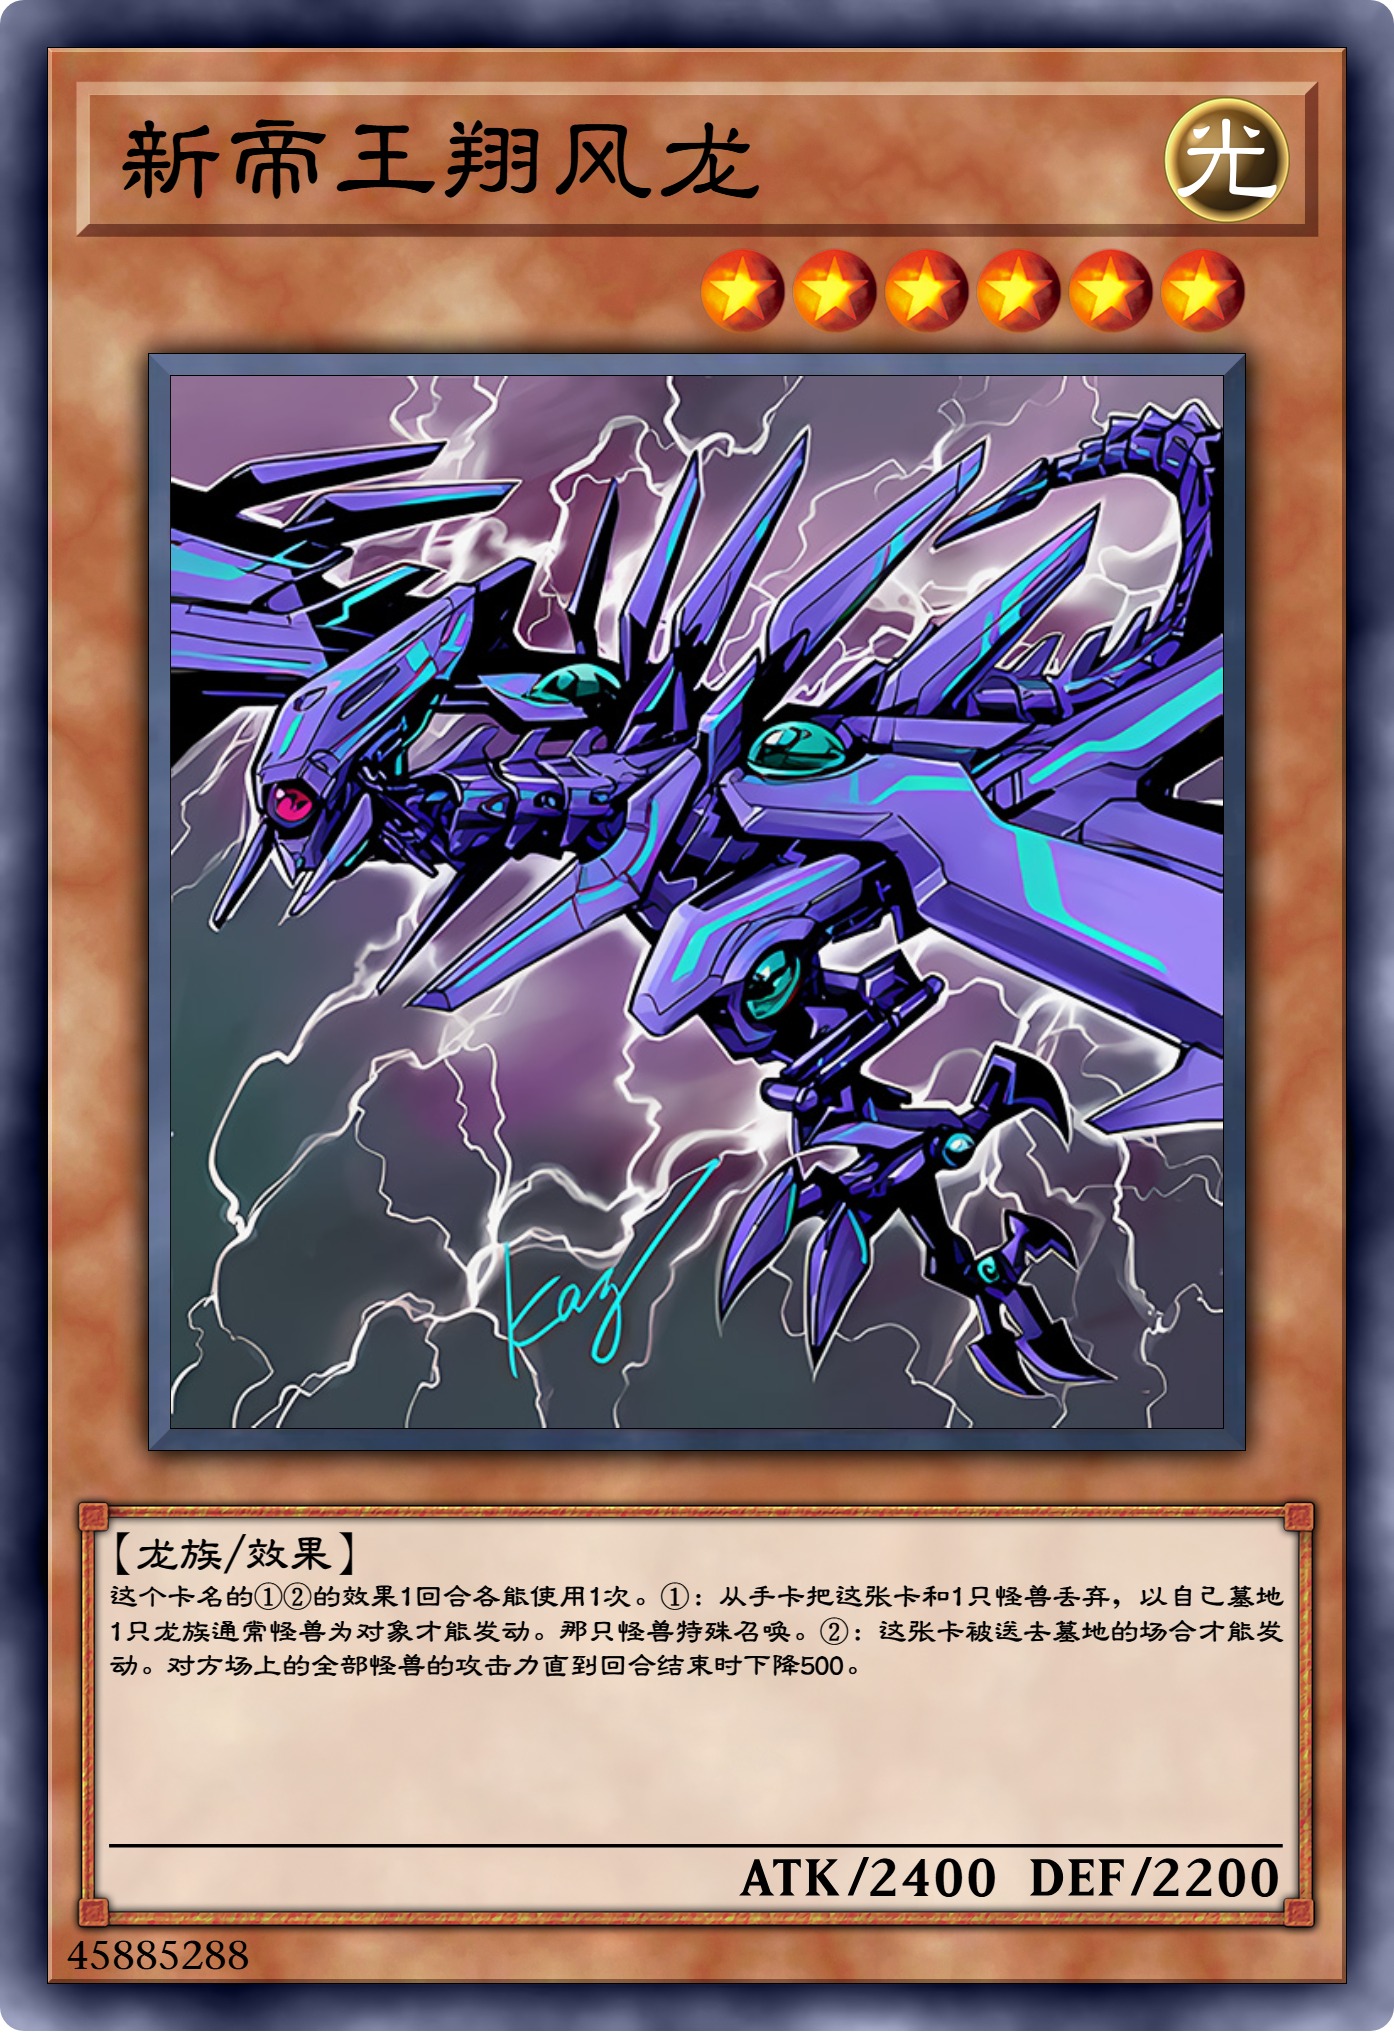 新帝王翔风龙
光
Kaz
【龙族/效果】
这个卡名的①②的效果1回合各能使用1次。①：从手卡把这张卡和1只怪兽丢弃，以自己墓地
1只龙族通常怪兽为对象才能发动。那只怪兽特殊召唤。②：这张卡被送去墓地的场合才能发
动。对方场上的全部怪兽的攻击力直到回合结束时下降500。
ATK/2400 DEF/2200
45885288